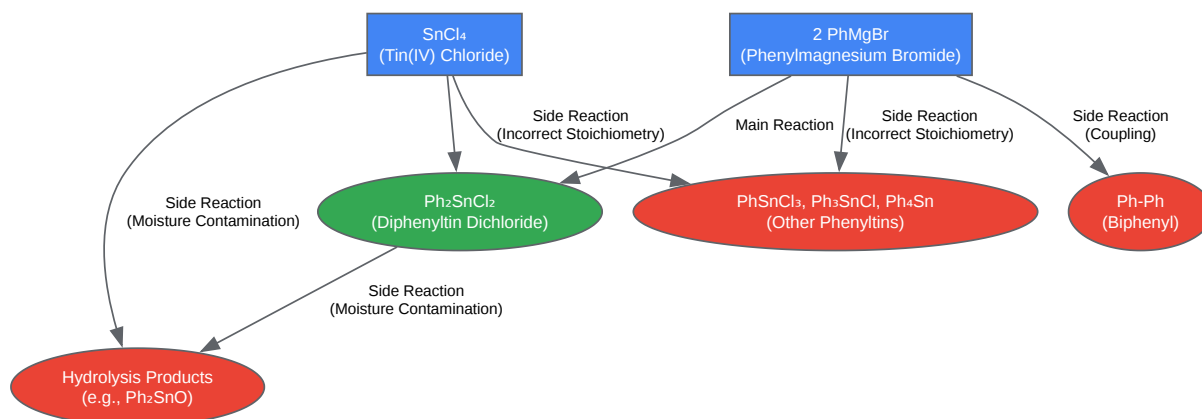 SnCl₄
(Tin(IV) Chloride)
2 PhMgBr
(Phenylmagnesium Bromide)
Side Reaction
(Incorrect Stoichiometry)
Main Reaction
Side Reaction
(Incorrect Stoichiometry)
Side Reaction
(Coupling)
Side Reaction
(Moisture Contamination)
Ph₂SnCl₂
(Diphenyltin Dichloride)
PhSnCl₃, Ph₃SnCl, Ph₄Sn
(Other Phenyltins)
Ph-Ph
(Biphenyl)
Side Reaction
(Moisture Contamination)
Hydrolysis Products
(e.g., Ph₂SnO)